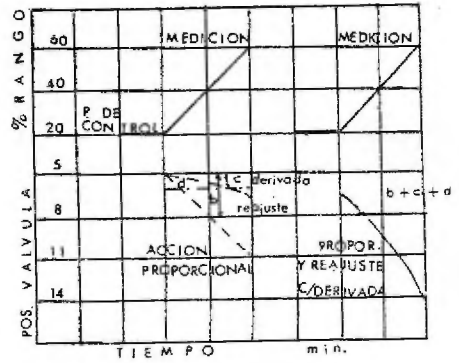 % RANGO
60
40
20
MEDICION
MEDICION
P. DE
CONTROL
POS. VALVULA
5
8
11
14
d
b
c derivada
reajuste
b + c + d
ACCION
PROPORCIONAL
PROPOR.
Y REAJUSTE
C/DERIVADA
TIEMPO min.